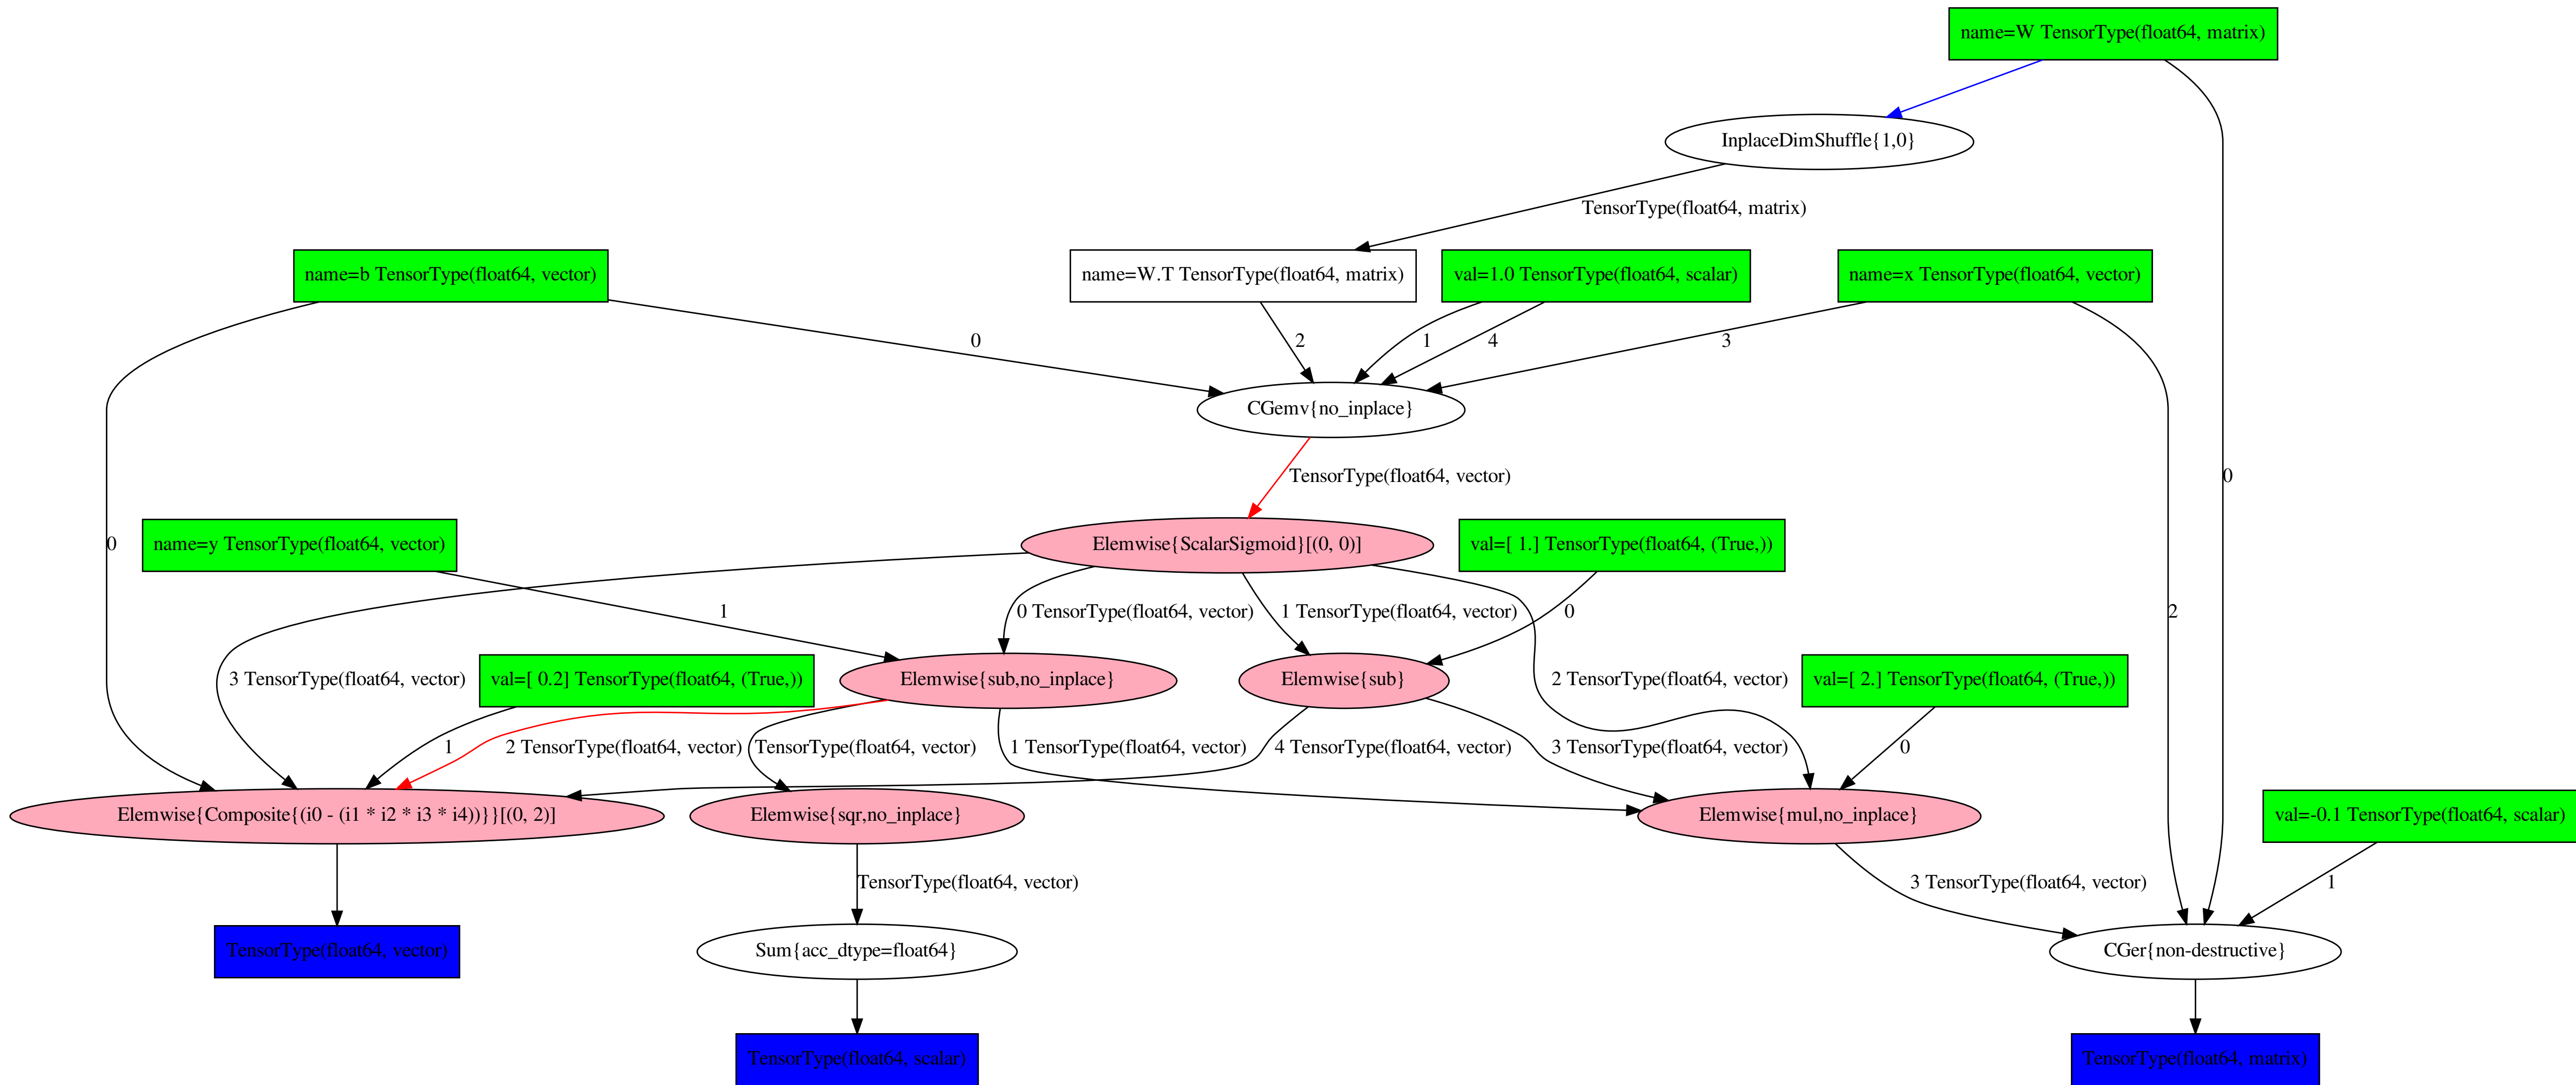 name=W TensorType(float64, matrix)
InplaceDimShuffle{1,0}
TensorType(float64, matrix)
name=b TensorType(float64, vector)
name=W.T TensorType(float64, matrix)
val=1.0 TensorType(float64, scalar)
name=x TensorType(float64, vector)
0
2
1
4
3
CGemv{no_inplace}
TensorType(float64, vector)
0
0
name=y TensorType(float64, vector)
Elemwise{ScalarSigmoid}[(0, 0)]
val=[ 1.] TensorType(float64, (True,))
1
0 TensorType(float64, vector)
1 TensorType(float64, vector)
0
2
3 TensorType(float64, vector)
val=[ 0.2] TensorType(float64, (True,))
Elemwise{sub,no_inplace}
Elemwise{sub}
2 TensorType(float64, vector)
val=[ 2.] TensorType(float64, (True,))
1
2 TensorType(float64, vector)
TensorType(float64, vector)
1 TensorType(float64, vector)
4 TensorType(float64, vector)
3 TensorType(float64, vector)
0
Elemwise{Composite{(i0 - (i1 * i2 * i3 * i4))}}[(0, 2)]
Elemwise{sqr,no_inplace}
Elemwise{mul,no_inplace}
val=-0.1 TensorType(float64, scalar)
TensorType(float64, vector)
3 TensorType(float64, vector)
1
TensorType(float64, vector)
Sum{acc_dtype=float64}
CGer{non-destructive}
TensorType(float64, scalar)
TensorType(float64, matrix)